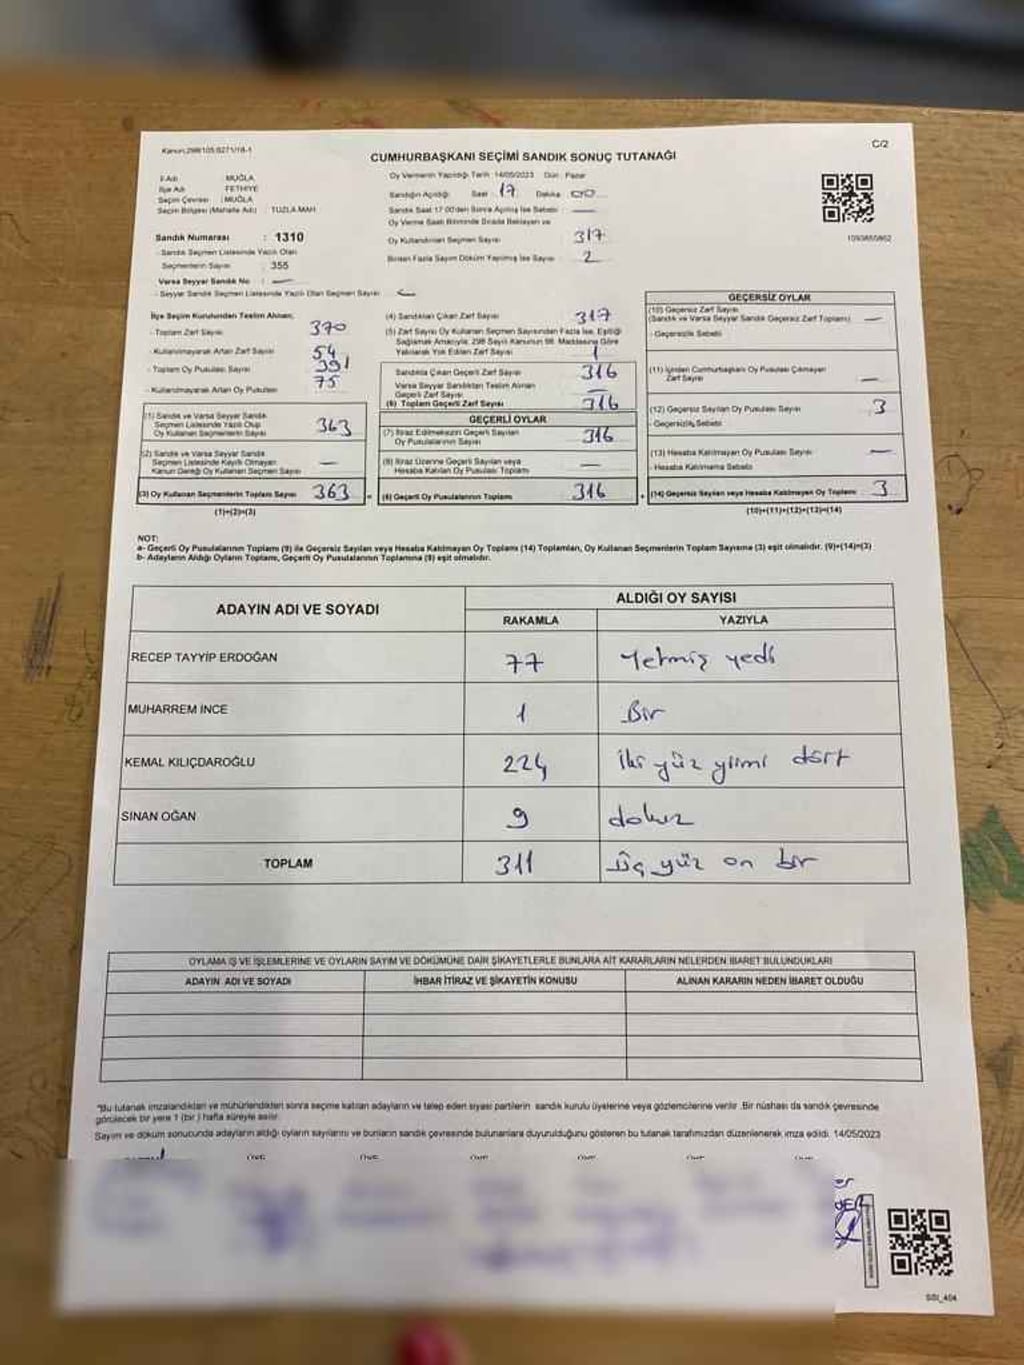 Kanun:298/105;6271/18-1
C/2
CUMHURBAŞKANI SEÇİMİ SANDIK SONUÇ TUTANAĞI
İl Adı : MUĞLA
İlçe Adı : FETHİYE
Seçim Çevresi : MUĞLA
Seçim Bölgesi (Mahalle Adı) : TUZLA MAH.
Oy Vermenin Yapıldığı Tarih: 14/05/2023 Gün: Pazar
Sandığın Açıldığı Saat 17 Dakika 00
Sandık Saat 17:00'den Sonra Açılmış İse Sebebi : —
Oy Verme Saati Bitiminde Sırada Bekleyen ve
Oy Kullandırılan Seçmen Sayısı 317
Birden Fazla Sayım Döküm Yapılmış İse Sayısı : 2
1093855862
Sandık Numarası : 1310
- Sandık Seçmen Listesinde Yazılı Olan
Seçmenlerin Sayısı : 355
Varsa Seyyar Sandık No : —
- Seyyar Sandık Seçmen Listesinde Yazılı Olan Seçmen Sayısı :
İlçe Seçim Kurulundan Teslim Alınan;
- Toplam Zarf Sayısı 370
- Kullanılmayarak Artan Zarf Sayısı 54
- Toplam Oy Pusulası Sayısı 391
- Kullanılmayarak Artan Oy Pusulası 75
(1) Sandık ve Varsa Seyyar Sandık
Seçmen Listesinde Yazılı Olup
Oy Kullanan Seçmenlerin Sayısı 363
(2) Sandık ve Varsa Seyyar Sandık
Seçmen Listesinde Kayıtlı Olmayan
Kanun Gereği Oy Kullanan Seçmen Sayısı —
(3) Oy Kullanan Seçmenlerin Toplam Sayısı 363
(1)+(2)=(3)
(4) Sandıktan Çıkan Zarf Sayısı 317
(5) Zarf Sayısı Oy Kullanan Seçmen Sayısından Fazla İse, Eşitliği
Sağlamak Amacıyla; 298 Sayılı Kanunun 98. Maddesine Göre
Yakılarak Yok Edilen Zarf Sayısı 1
Sandıkta Çıkan Geçerli Zarf Sayısı 316
Varsa Seyyar Sandıktan Teslim Alınan
Geçerli Zarf Sayısı —
(6) Toplam Geçerli Zarf Sayısı 316
GEÇERLİ OYLAR
(7) İtiraz Edilmeksizin Geçerli Sayılan
Oy Pusulalarının Sayısı 316
(8) İtiraz Üzerine Geçerli Sayılan veya
Hesaba Katılan Oy Pusulası Toplamı —
= (9) Geçerli Oy Pusulalarının Toplamı 316
GEÇERSİZ OYLAR
(10) Geçersiz Zarf Sayısı
(Sandık ve Varsa Seyyar Sandık Geçersiz Zarf Toplamı) —
- Geçersizlik Sebebi
(11) İçinden Cumhurbaşkanı Oy Pusulası Çıkmayan
Zarf Sayısı —
(12) Geçersiz Sayılan Oy Pusulası Sayısı 3
- Geçersizlik Sebebi
(13) Hesaba Katılmayan Oy Pusulası Sayısı —
- Hesaba Katılmama Sebebi
+ (14) Geçersiz Sayılan veya Hesaba Katılmayan Oy Toplamı 3
(10)+(11)+(12)+(13)=(14)
NOT:
a- Geçerli Oy Pusulalarının Toplamı (9) ile Geçersiz Sayılan veya Hesaba Katılmayan Oy Toplamı (14) Toplamları, Oy Kullanan Seçmenlerin Toplam Sayısına (3) eşit olmalıdır. (9)+(14)=(3)
b- Adayların Aldığı Oyların Toplamı, Geçerli Oy Pusulalarının Toplamına (9) eşit olmalıdır.
ADAYIN ADI VE SOYADI
ALDIĞI OY SAYISI
RAKAMLA YAZIYLA
RECEP TAYYİP ERDOĞAN 77 Yetmiş yedi
MUHARREM İNCE 1 Bir
KEMAL KILIÇDAROĞLU 224 iki yüz yirmi dört
SİNAN OĞAN 9 dokuz
TOPLAM 311 Üç yüz on bir
OYLAMA İŞ VE İŞLEMLERİNE VE OYLARIN SAYIM VE DÖKÜMÜNE DAİR ŞİKAYETLERLE BUNLARA AİT KARARLARIN NELERDEN İBARET BULUNDUKLARI
ADAYIN ADI VE SOYADI İHBAR İTİRAZ VE ŞİKAYETİN KONUSU ALINAN KARARIN NEDEN İBARET OLDUĞU
*Bu tutanak imzalandıktan ve mühürlendikten sonra seçime katılan adayların ve talep eden siyasi partilerin sandık kurulu üyelerine veya gözlemcilerine verilir. Bir nüshası da sandık çevresinde
görülecek bir yere 1 (bir) hafta süreyle asılır.
Sayım ve döküm sonucunda adayların aldığı oyların sayılarını ve bunların sandık çevresinde bulunanlara duyurulduğunu gösteren bu tutanak tarafımızdan düzenlenerek imza edildi. 14/05/2023
SSI_404